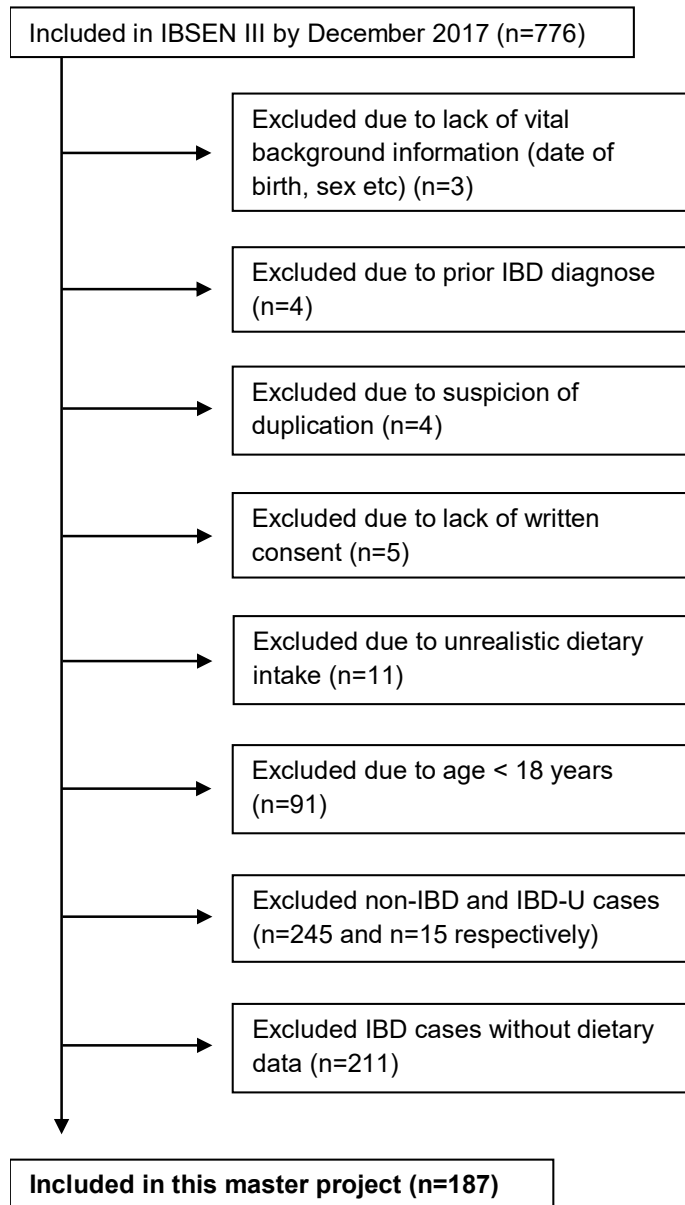 Included in IBSEN III by December 2017 (n=776)
Excluded due to lack of vital
background information (date of
birth, sex etc) (n=3)
Excluded due to prior IBD diagnose
(n=4)
Excluded due to suspicion of
duplication (n=4)
Excluded due to lack of written
consent (n=5)
Excluded due to unrealistic dietary
intake (n=11)
Excluded due to age < 18 years
(n=91)
Excluded non-IBD and IBD-U cases
(n=245 and n=15 respectively)
Excluded IBD cases without dietary
data (n=211)
Included in this master project (n=187)